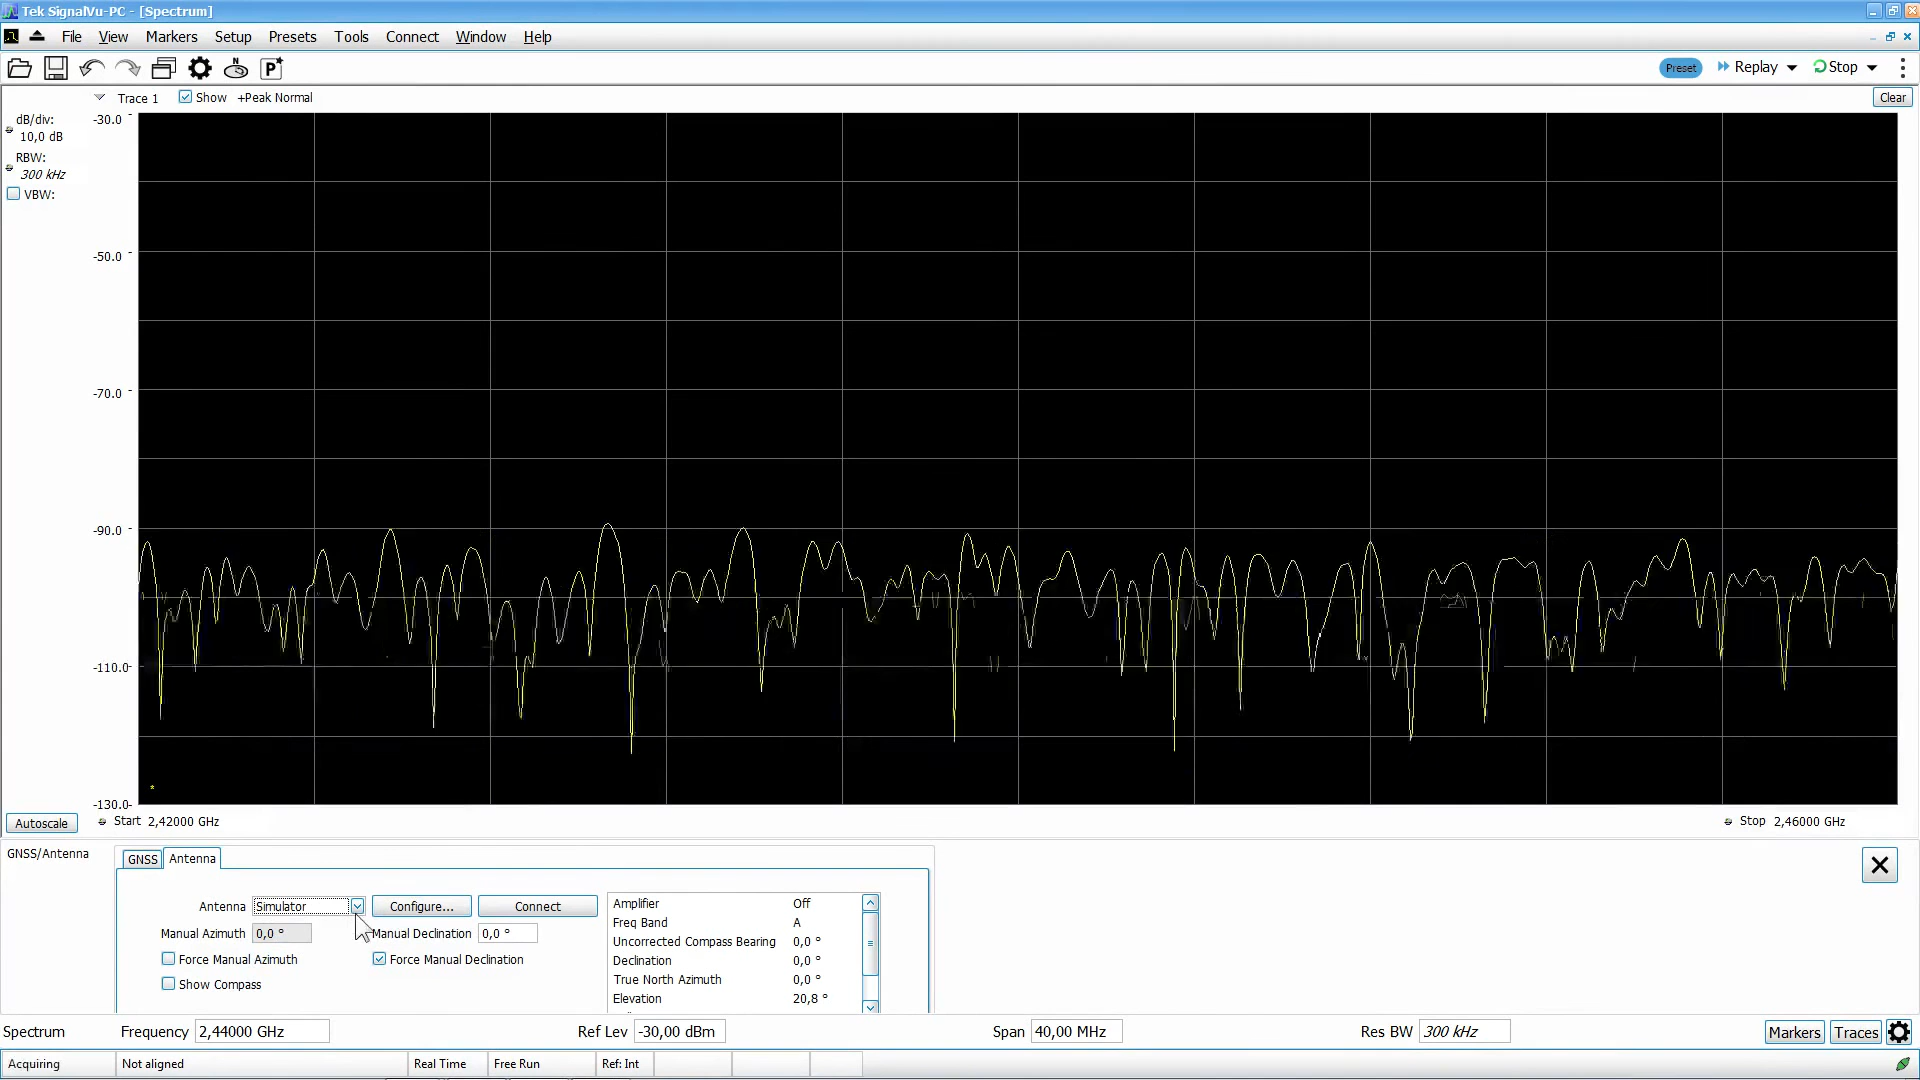 Tek SignalVu-PC - [Spectrum]
File View Markers Setup Presets Tools Connect Window Help
N P Preset Replay Stop
Trace 1 Show +Peak Normal Clear
dB/div:
10,0 dB
RBW:
300 kHz
VBW:
-30.0
-50.0
-70.0
-90.0
-110.0
-130.0
Autoscale Start 2,42000 GHz Stop 2,46000 GHz
GNSS/Antenna GNSS Antenna
Antenna Simulator Configure... Connect
Manual Azimuth 0,0 ° Manual Declination 0,0 °
Force Manual Azimuth Force Manual Declination
Show Compass
Amplifier Off
Freq Band A
Uncorrected Compass Bearing 0,0 °
Declination 0,0 °
True North Azimuth 0,0 °
Elevation 20,8 °
Spectrum Frequency 2,44000 GHz Ref Lev -30,00 dBm Span 40,00 MHz Res BW 300 kHz Markers Traces
Acquiring Not aligned Real Time Free Run Ref: Int